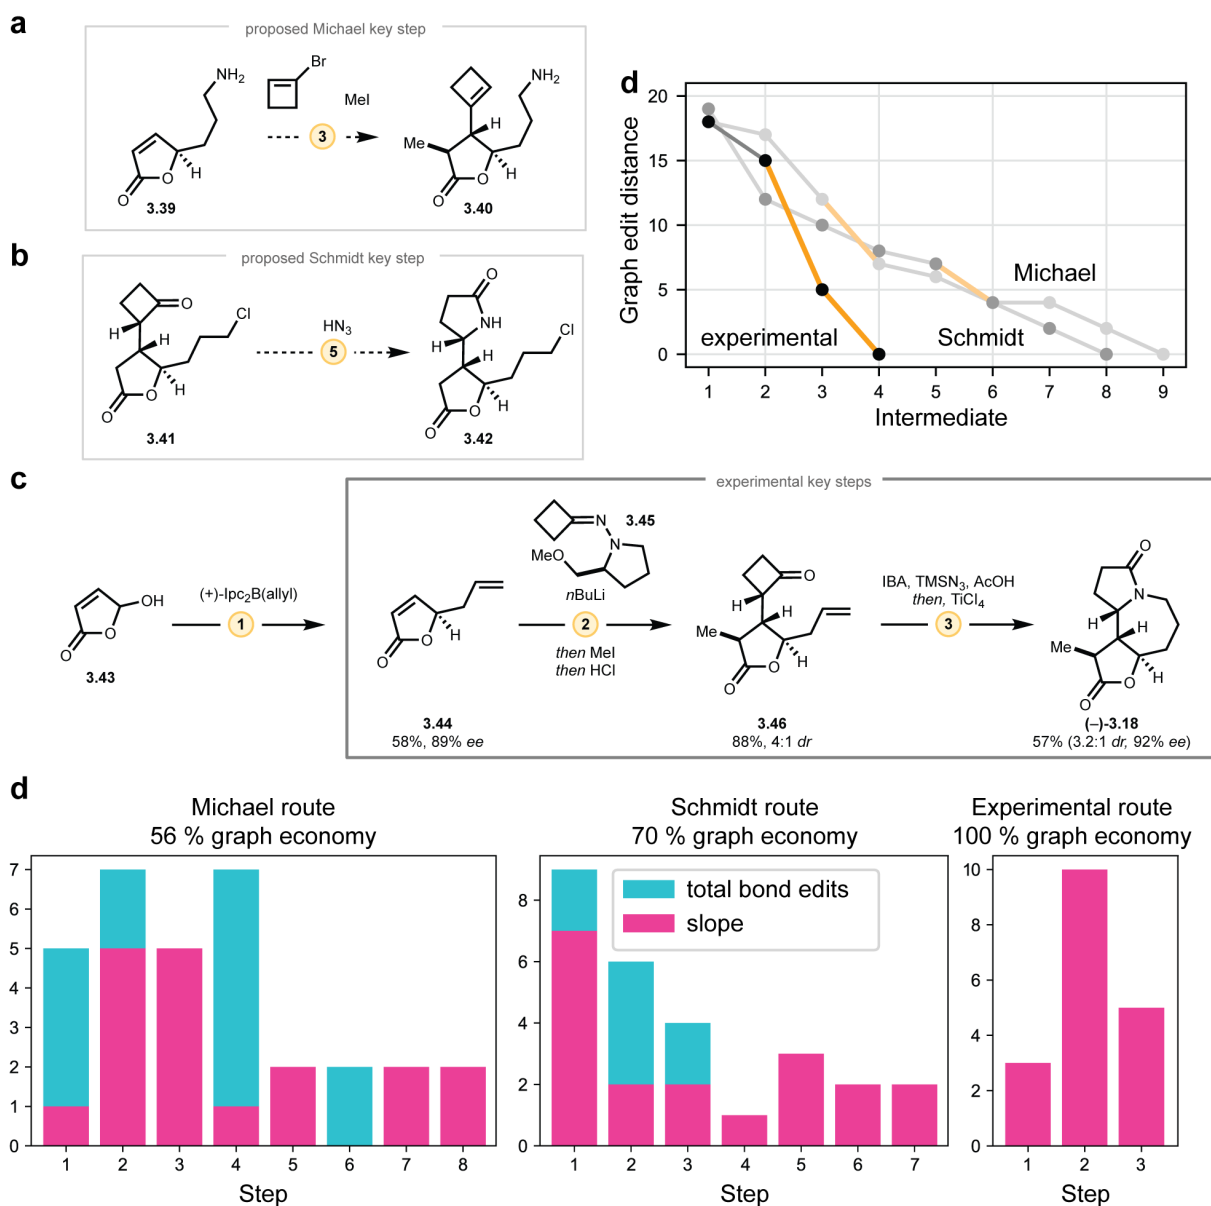 a
proposed Michael key step
Br
MeI
3
NH2
O
O
H
3.39
NH2
Me
H
O
O
H
3.40
b
proposed Schmidt key step
O
H
H
Cl
O
O
H
3.41
HN3
5
O
NH
H
H
Cl
O
O
H
3.42
d
Graph edit distance
20
15
10
5
0
experimental
Schmidt
Michael
1 2 3 4 5 6 7 8 9
Intermediate
c
experimental key steps
OH
O
O
3.43
(+)-Ipc2B(allyl)
1
O
O
H
3.44
58%, 89% ee
N
3.45
N
MeO
nBuLi
2
then MeI
then HCl
O
H
H
Me
O
O
H
3.46
88%, 4:1 dr
IBA, TMSN3, AcOH
then, TiCl4
3
O
N
H
H
Me
O
O
H
(–)-3.18
57% (3.2:1 dr, 92% ee)
d
Michael route
56 % graph economy
7
6
5
4
3
2
1
0
1 2 3 4 5 6 7 8
Step
Schmidt route
70 % graph economy
total bond edits
slope
8
6
4
2
0
1 2 3 4 5 6 7
Step
Experimental route
100 % graph economy
10
8
6
4
2
0
1 2 3
Step